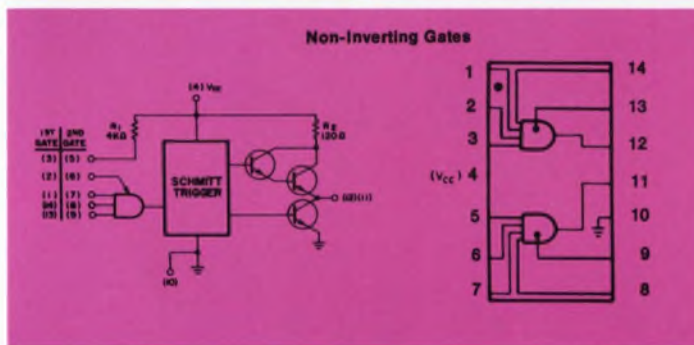 Non-Inverting Gates
(4) VCC
R1
4KΩ
R2
120Ω
1ST GATE
2ND GATE
(3) (5)
(2) (6)
(1) (7)
(14) (8)
(13) (9)
SCHMITT TRIGGER
(12)(11)
(10)
1
2
3
(VCC) 4
5
6
7
14
13
12
11
10
9
8